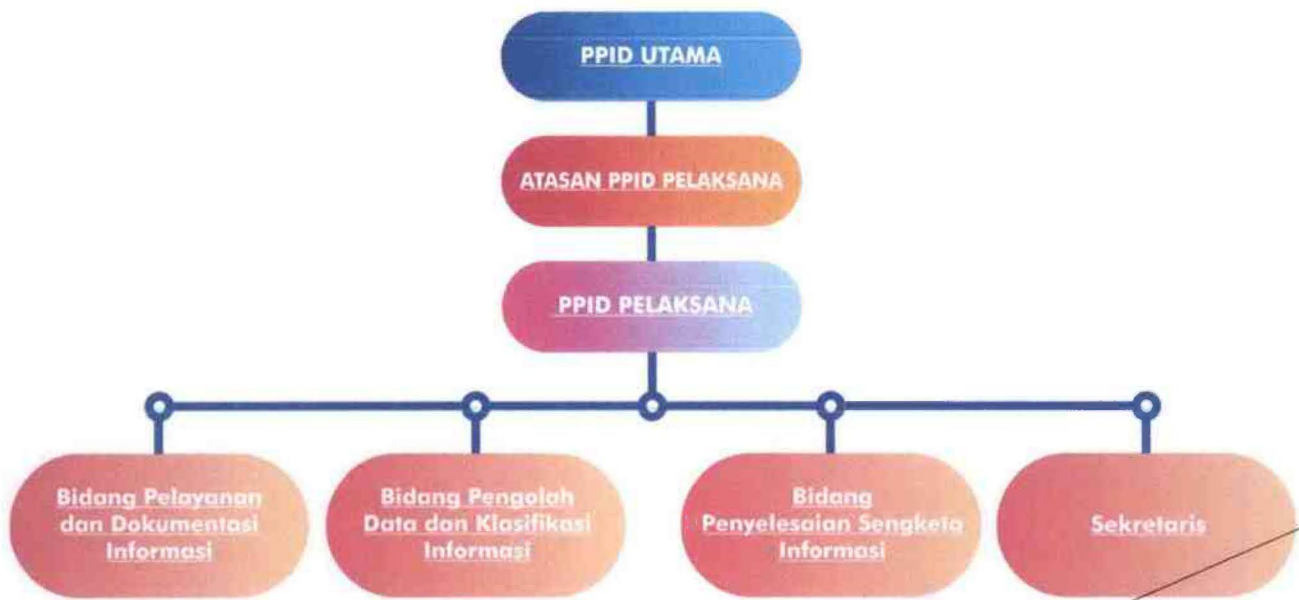 PPID UTAMA
ATASAN PPID PELAKSANA
PPID PELAKSANA
Bidang Pelayanan
dan Dokumentasi
Informasi
Bidang Pengolah
Data dan Klasifikasi
Informasi
Bidang
Penyelesaian Sengketa
Informasi
Sekretaris